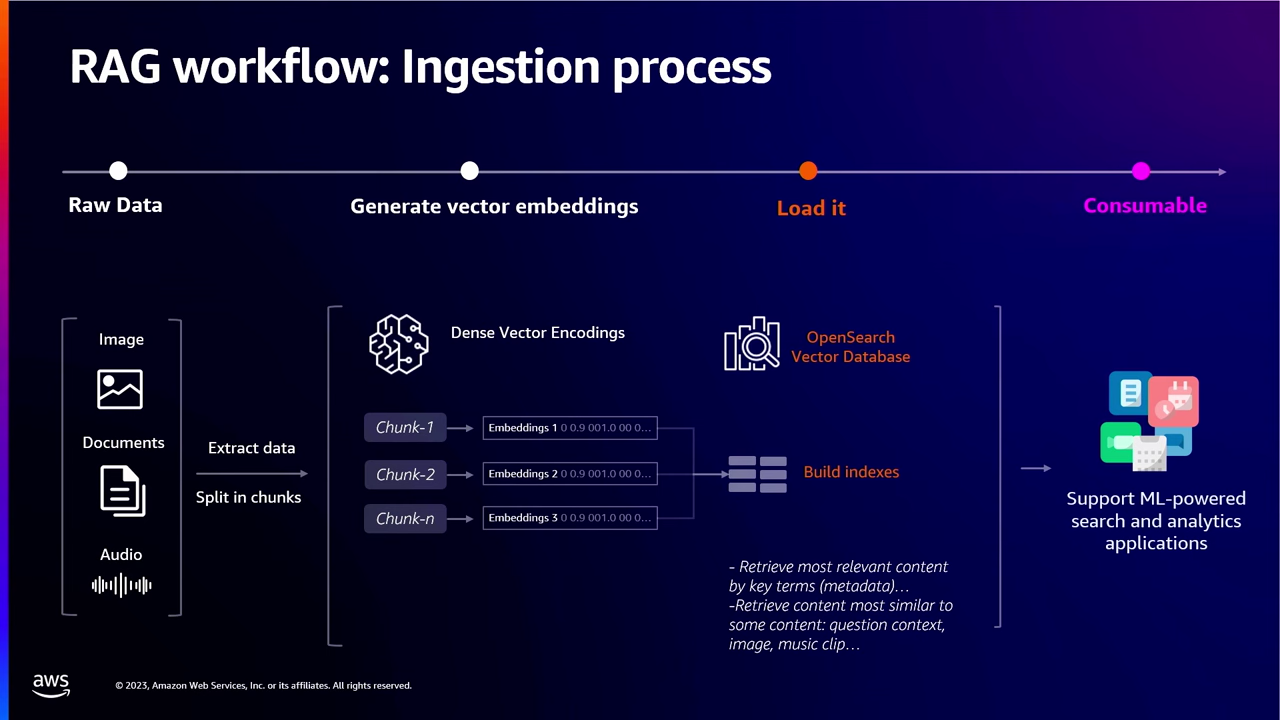 RAG workflow: Ingestion process
Raw Data
Generate vector embeddings
Load it
Consumable
Image
Documents
Audio
Extract data
Split in chunks
Dense Vector Encodings
Chunk-1
Embeddings 1 0 0.9 001.0 00 0...
Chunk-2
Embeddings 2 0 0.9 001.0 00 0...
Chunk-n
Embeddings 3 0 0.9 001.0 00 0...
OpenSearch
Vector Database
Build indexes
- Retrieve most relevant content
by key terms (metadata)...
-Retrieve content most similar to
some content: question context,
image, music clip...
Support ML-powered
search and analytics
applications
aws
© 2023, Amazon Web Services, Inc. or its affiliates. All rights reserved.